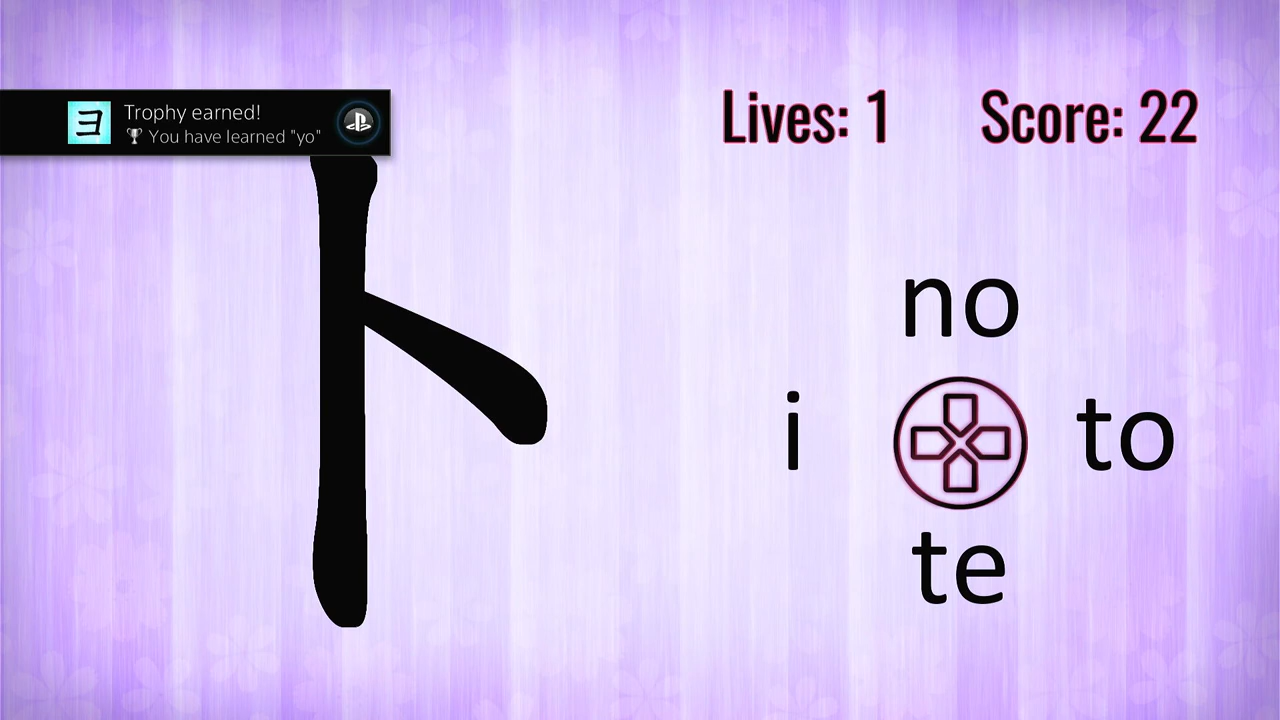 Lives: 1 Score: 22
ヨ
Trophy earned!
You have learned "yo"
ト
no
i
to
te